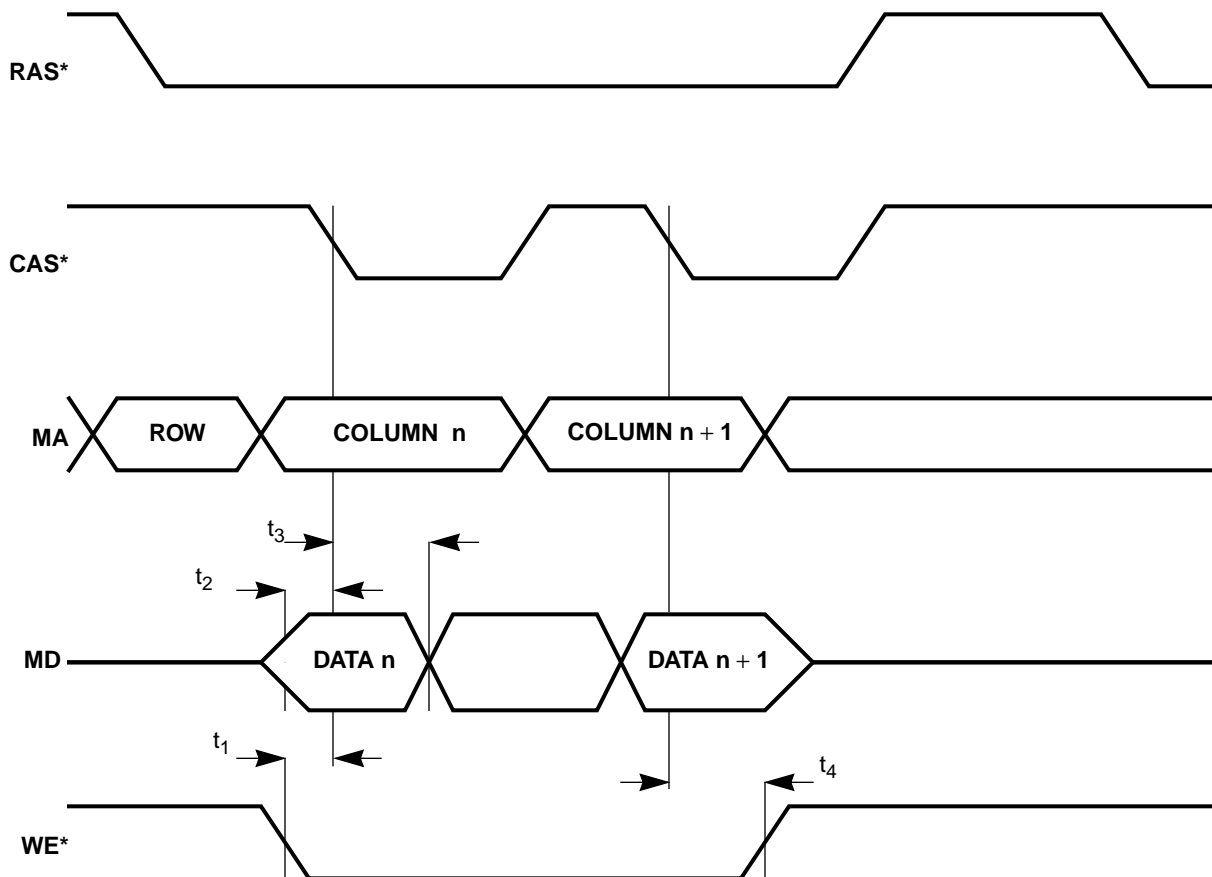 RAS*
CAS*
MA
ROW
COLUMN n
COLUMN n + 1
t3
t2
MD
DATA n
DATA n + 1
t1
t4
WE*